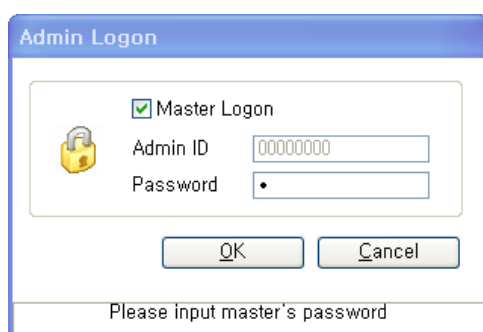 Admin Logon
Master Logon
Admin ID 00000000
Password •
OK Cancel
Please input master's password